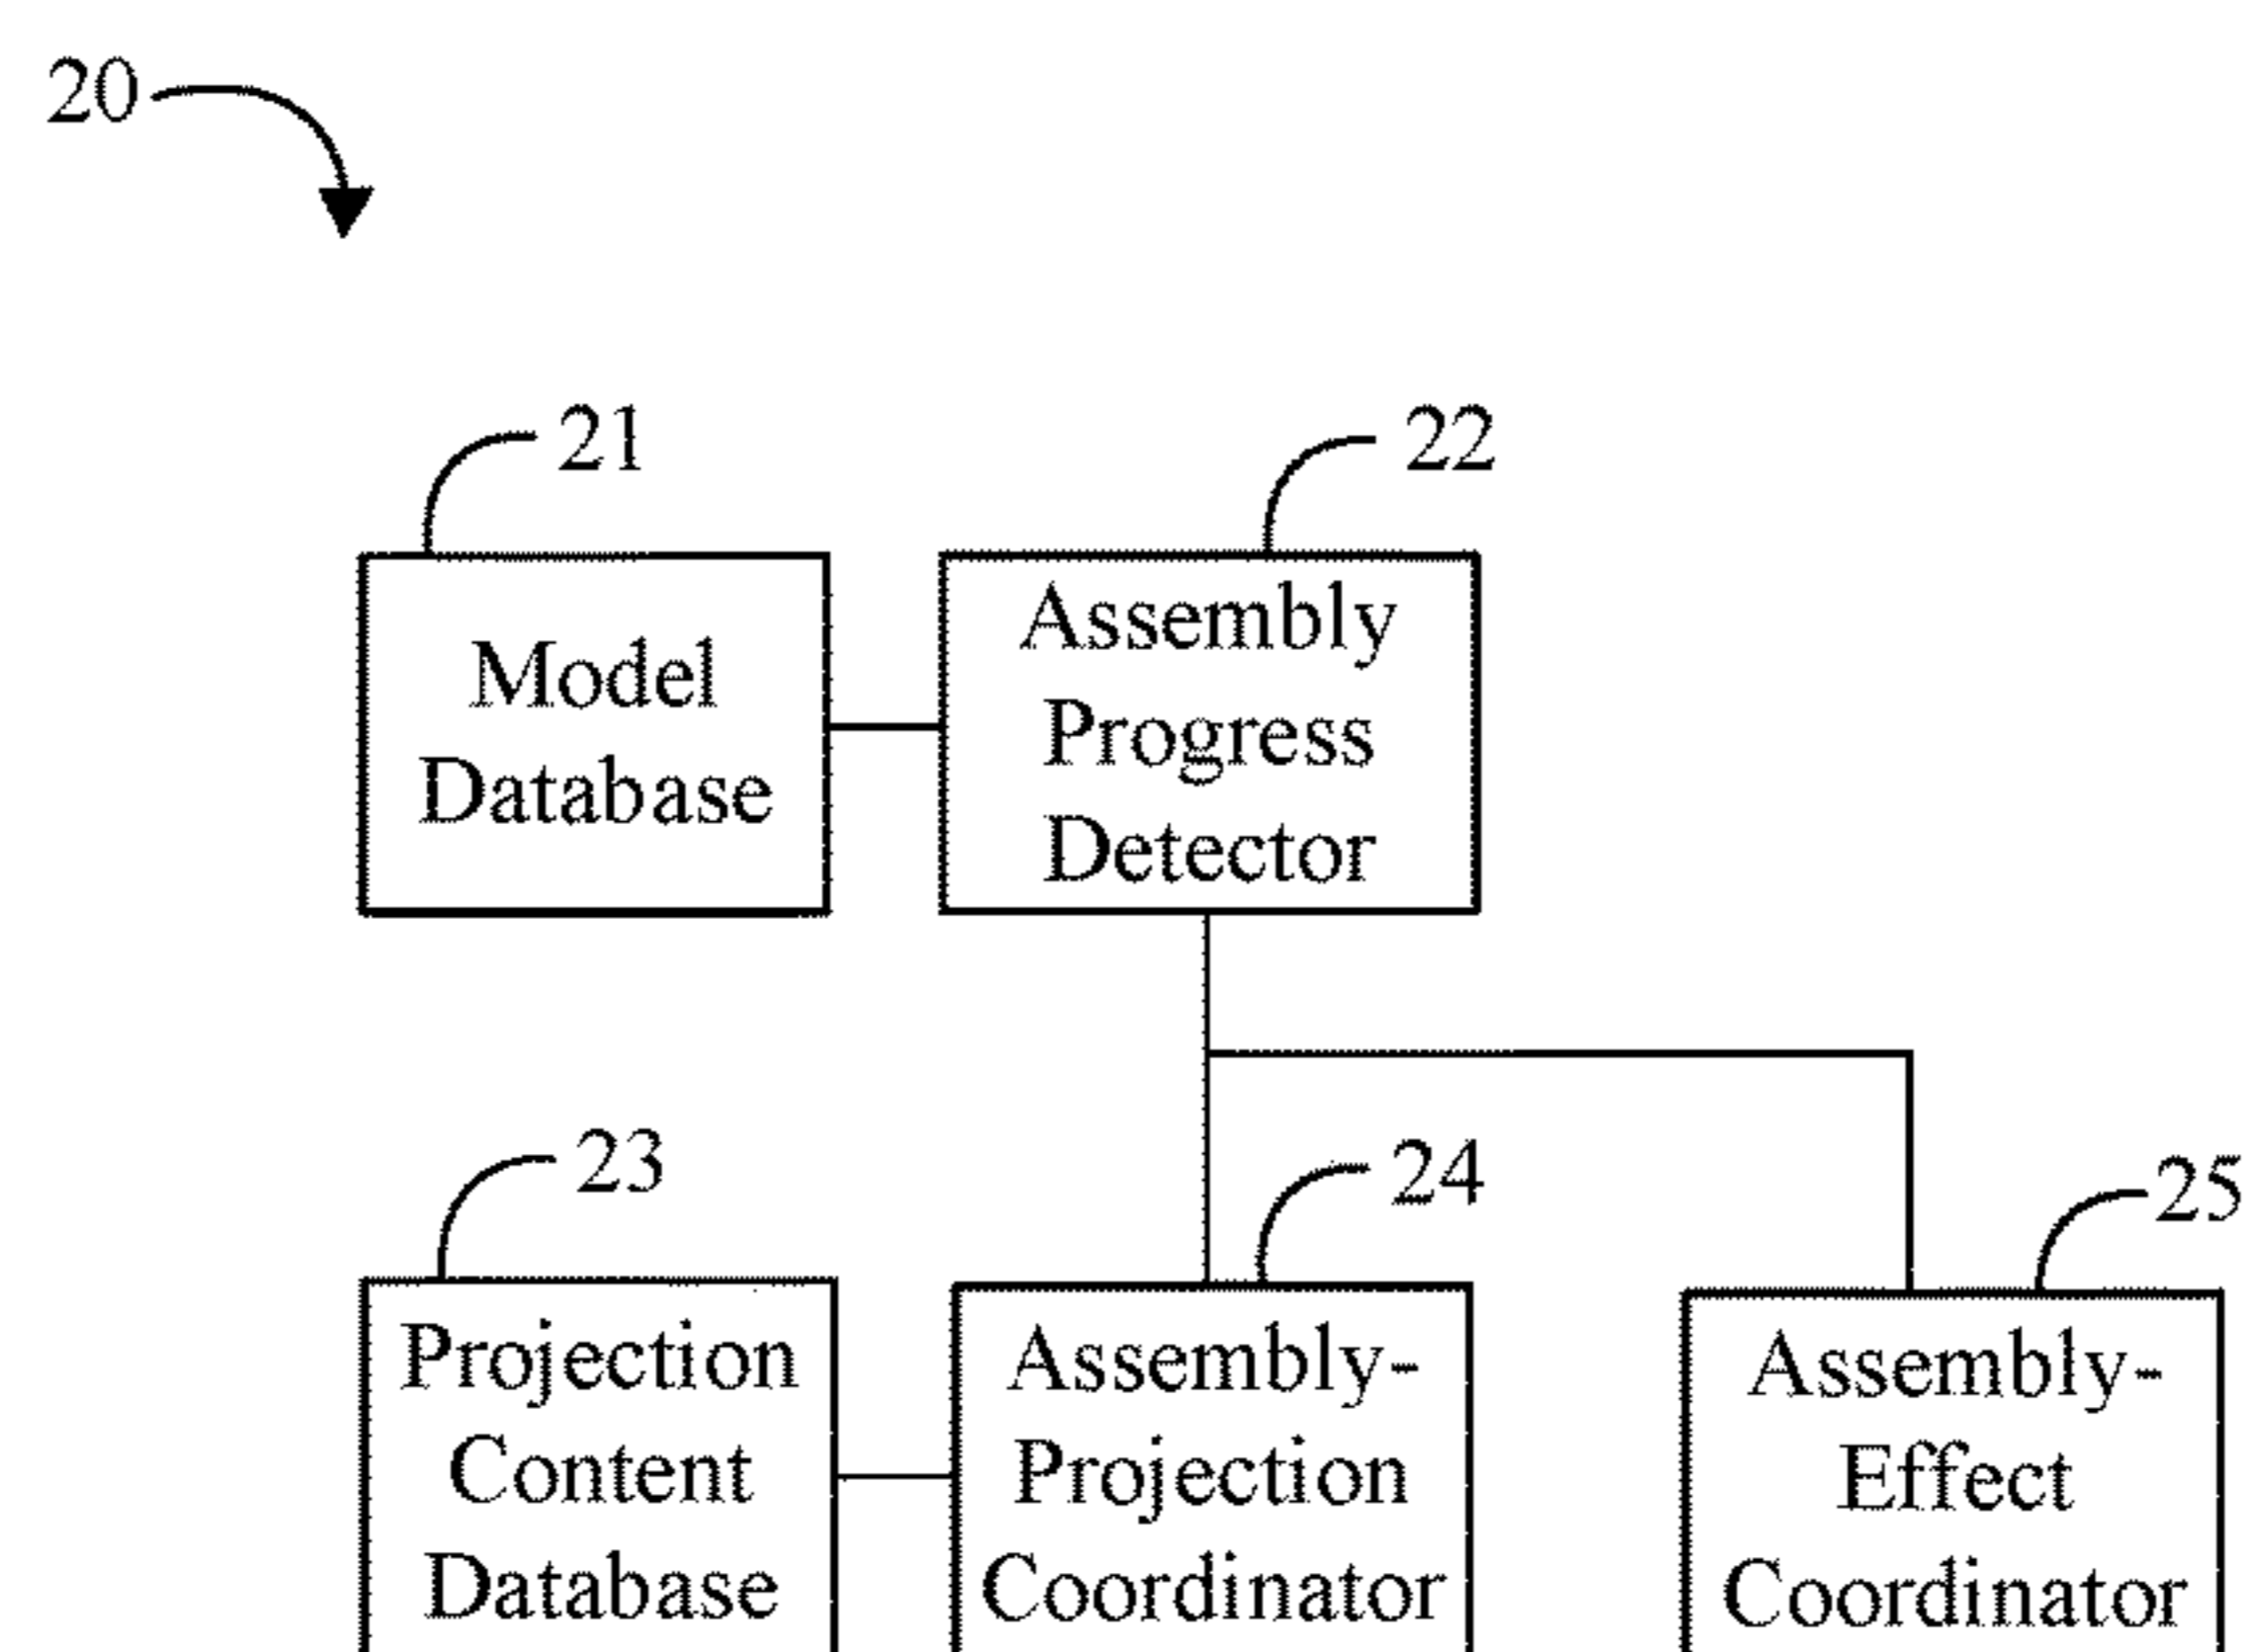 20
21
22
Model
Database
Assembly
Progress
Detector
23
24
25
Projection
Content
Database
Assembly-
Projection
Coordinator
Assembly-
Effect
Coordinator